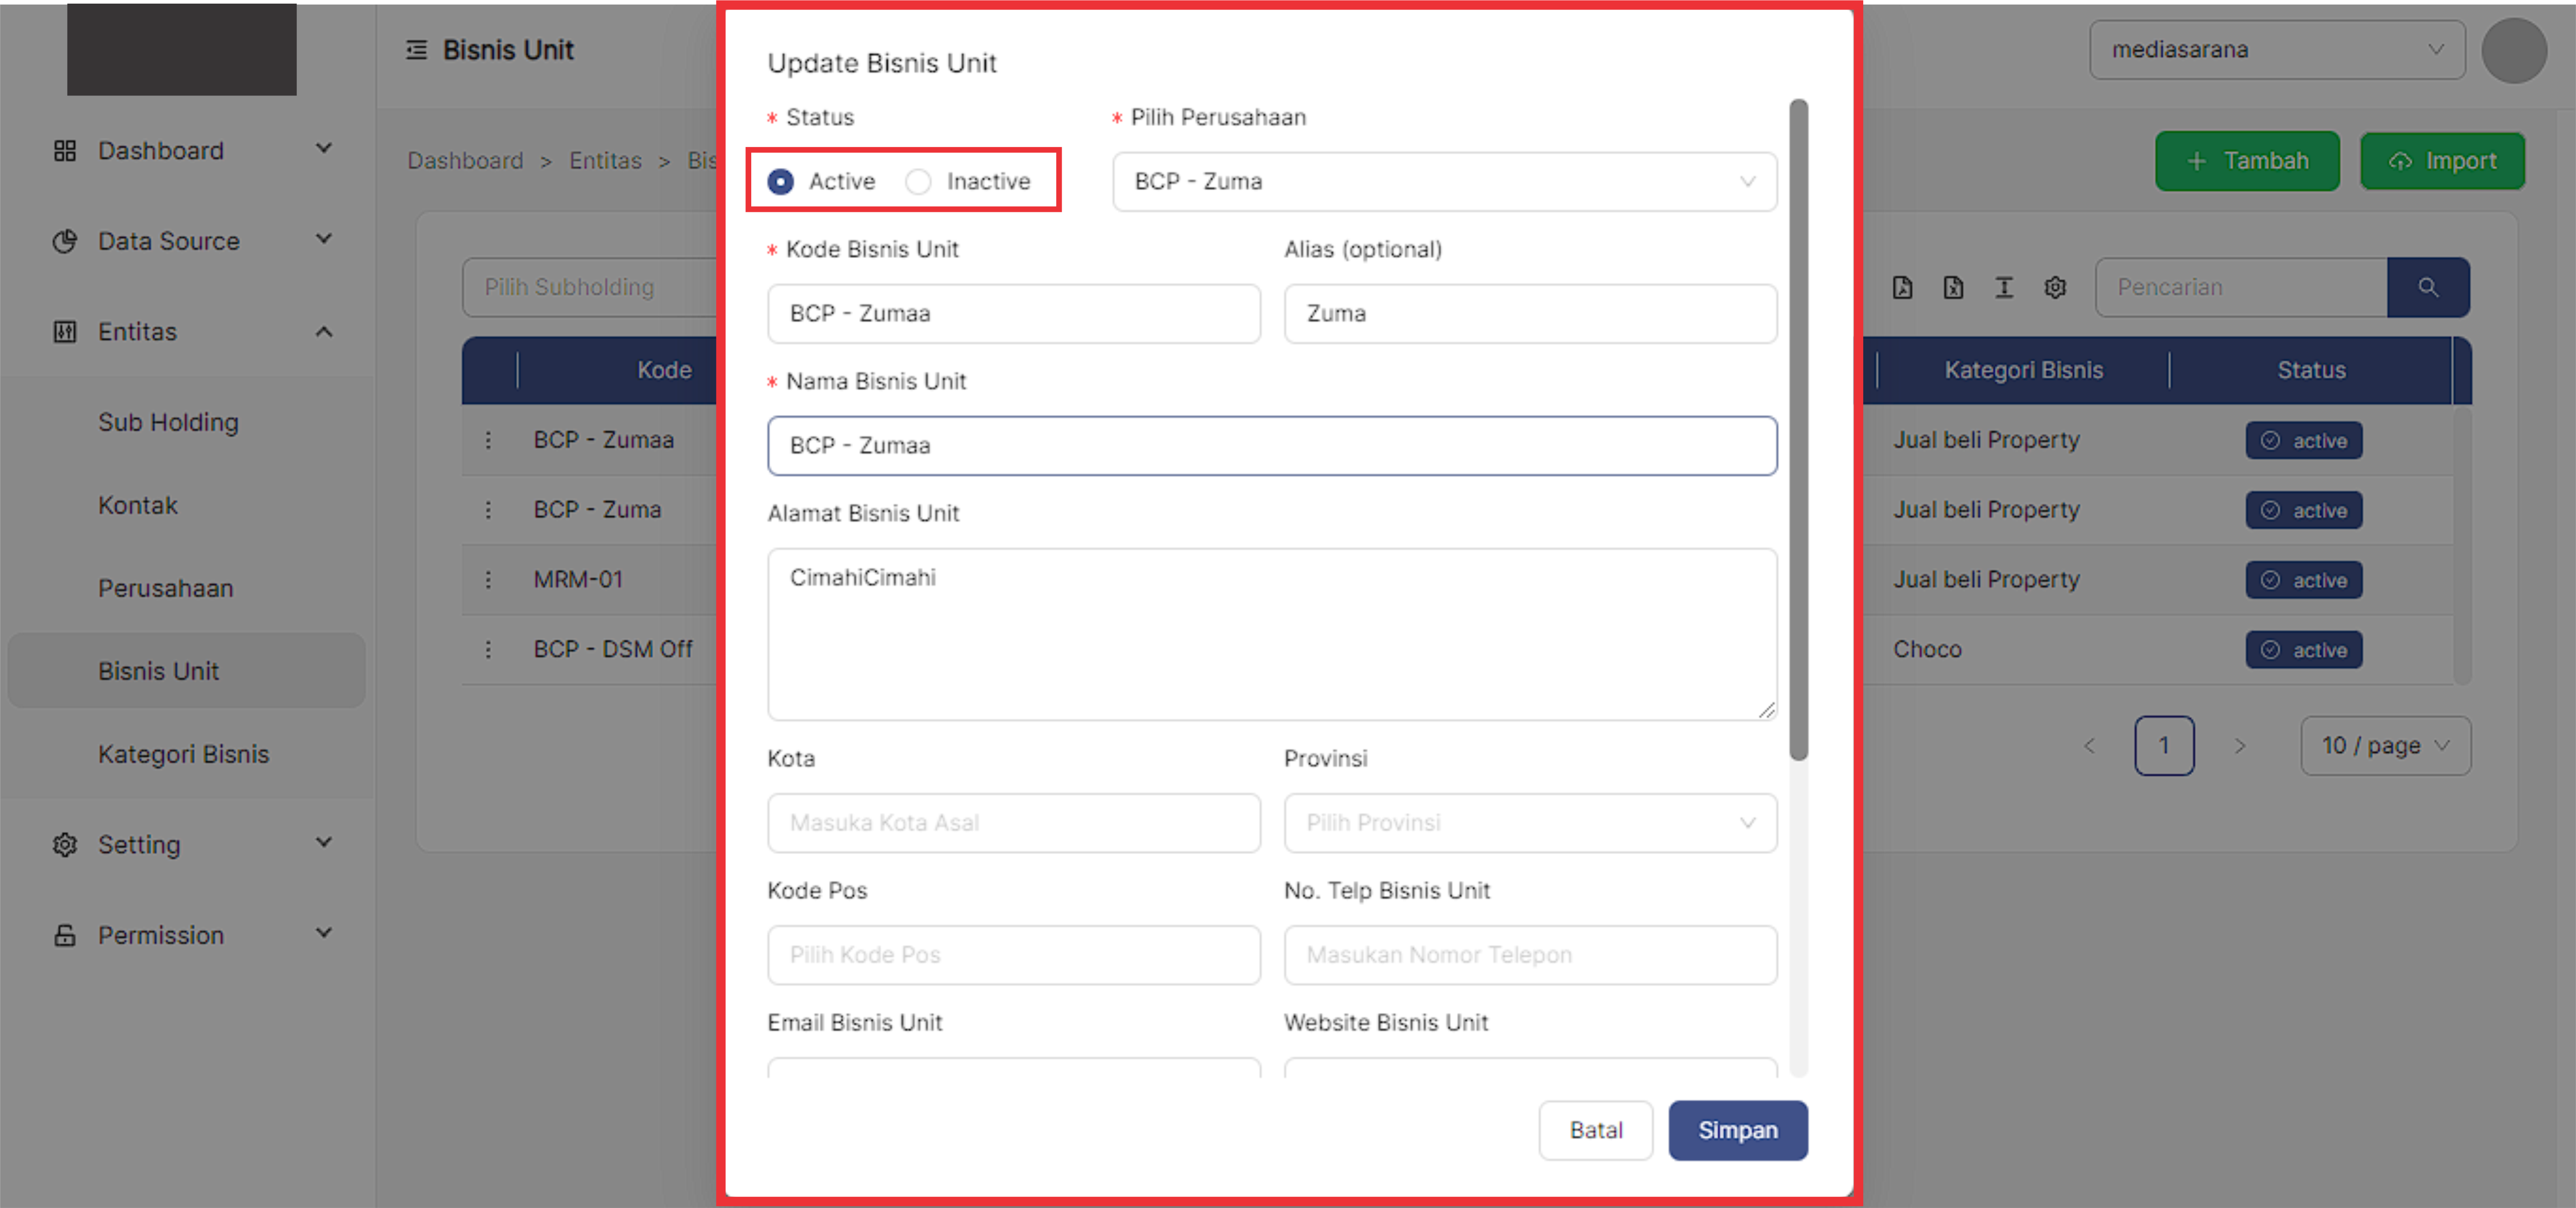 Bisnis Unit
mediasarana
Dashboard
Data Source
Entitas
Sub Holding
Kontak
Perusahaan
Bisnis Unit
Kategori Bisnis
Setting
Permission
Dashboard > Entitas > Bis
+ Tambah
Import
Pilih Subholding
Pencarian
Kode
Kategori Bisnis
Status
BCP - Zumaa
Jual beli Property
active
BCP - Zuma
Jual beli Property
active
MRM-01
Jual beli Property
active
BCP - DSM Off
Choco
active
< 1 >
10 / page
Update Bisnis Unit
* Status
* Pilih Perusahaan
Active
Inactive
BCP - Zuma
* Kode Bisnis Unit
Alias (optional)
BCP - Zumaa
Zuma
* Nama Bisnis Unit
BCP - Zumaa
Alamat Bisnis Unit
CimahiCimahi
Kota
Provinsi
Masuka Kota Asal
Pilih Provinsi
Kode Pos
No. Telp Bisnis Unit
Pilih Kode Pos
Masukan Nomor Telepon
Email Bisnis Unit
Website Bisnis Unit
Batal
Simpan